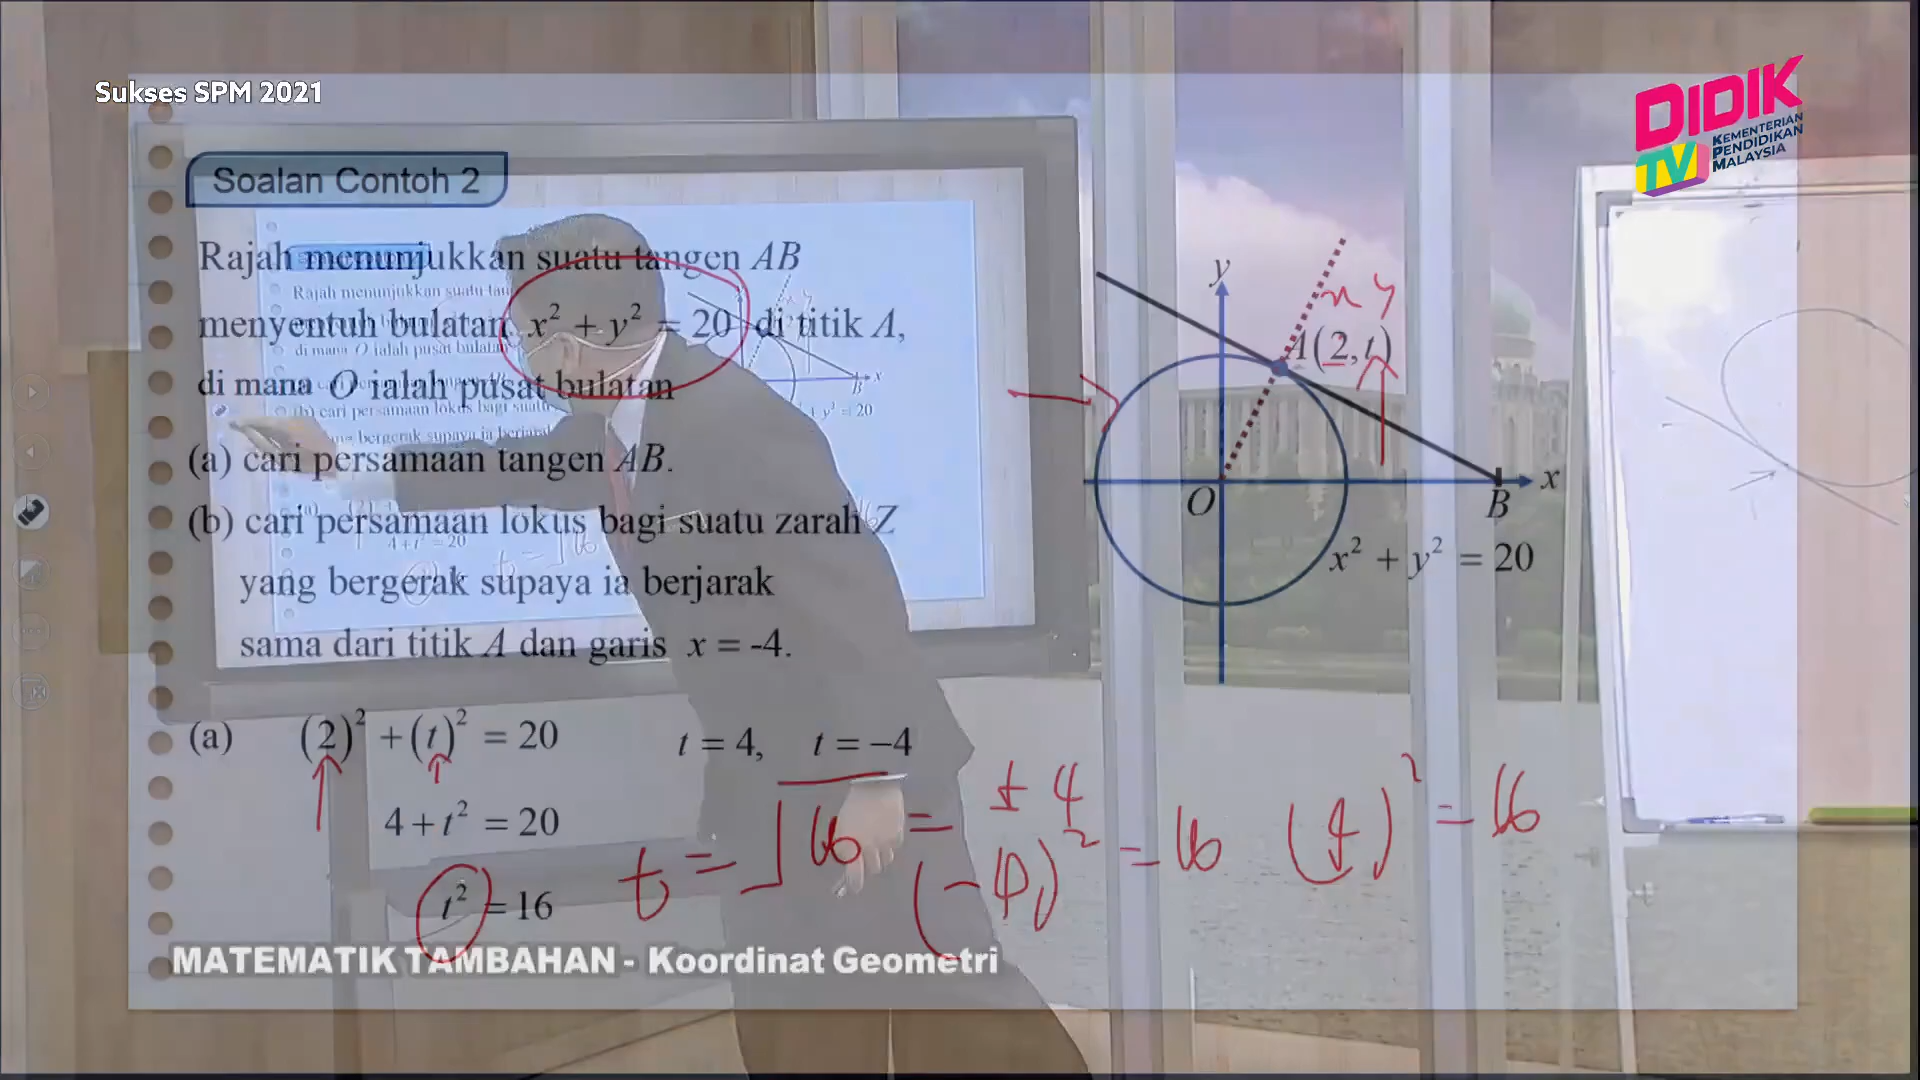 Sukses SPM 2021
DIDIK
TV
KEMENTERIAN
PENDIDIKAN
MALAYSIA
Soalan Contoh 2
Rajah menunjukkan suatu tangen AB
menyentuh bulatan x² + y² = 20 di titik A,
di mana O ialah pusat bulatan
(a) cari persamaan tangen AB.
(b) cari persamaan lokus bagi suatu zarah Z
yang bergerak supaya ia berjarak
sama dari titik A dan garis x = -4.
y
x y
A(2, t)
O
B
x
x² + y² = 20
(a) (2)² + (t)² = 20 t = 4, t = −4
4 + t² = 20
t² = 16
t = √16 = ± 4
(−4)² = 16 (4)² = 16
MATEMATIK TAMBAHAN - Koordinat Geometri